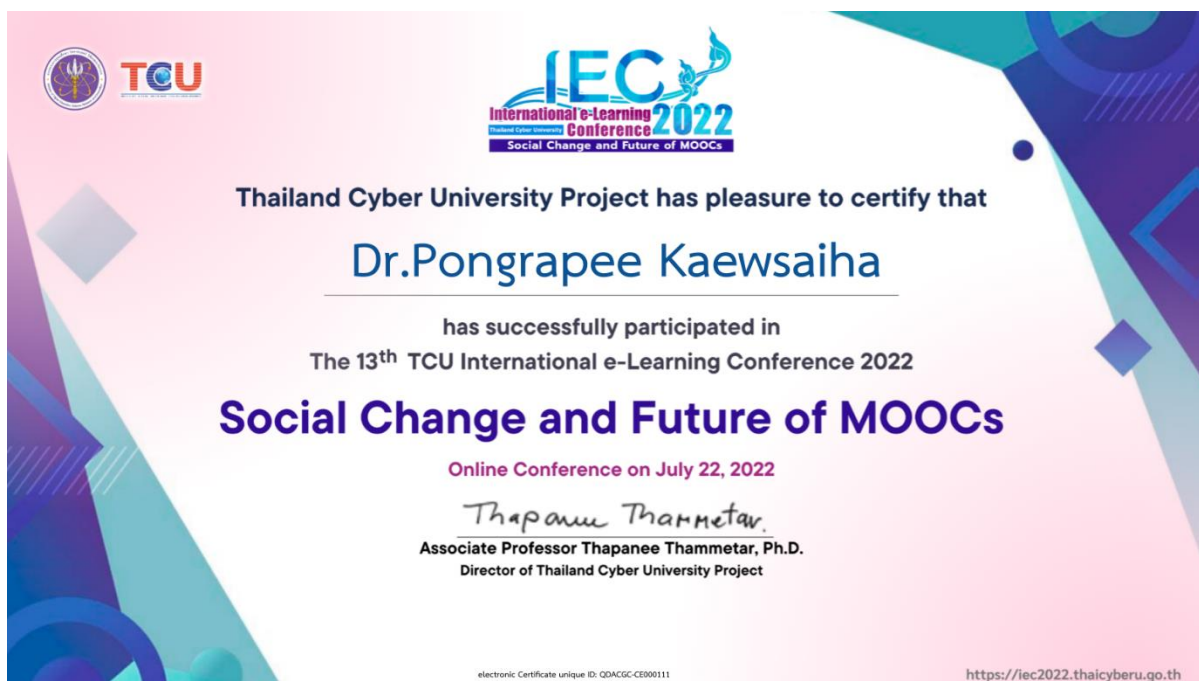 TCU
IEC
International e-Learning
Thailand Cyber University Conference 2022
Social Change and Future of MOOCs
Thailand Cyber University Project has pleasure to certify that
Dr.Pongrapee Kaewsaiha
has successfully participated in
The 13th TCU International e-Learning Conference 2022
Social Change and Future of MOOCs
Online Conference on July 22, 2022
Thapanee Thammetar.
Associate Professor Thapanee Thammetar, Ph.D.
Director of Thailand Cyber University Project
electronic Certificate unique ID: QDACGC-CE000111
https://iec2022.thaicyberu.go.th